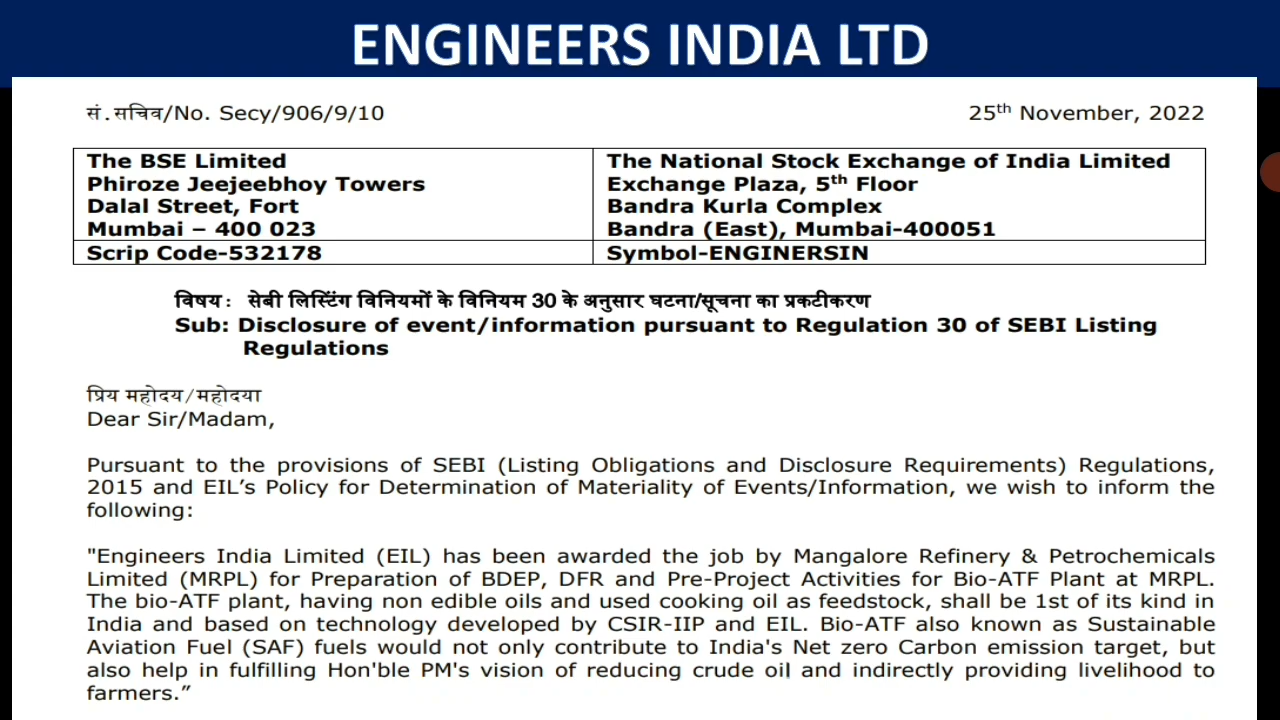 ENGINEERS INDIA LTD
सं.सचिव/No. Secy/906/9/10
25th November, 2022
The BSE Limited
Phiroze Jeejeebhoy Towers
Dalal Street, Fort
Mumbai – 400 023
Scrip Code-532178
The National Stock Exchange of India Limited
Exchange Plaza, 5th Floor
Bandra Kurla Complex
Bandra (East), Mumbai-400051
Symbol-ENGINERSIN
विषय: सेबी लिस्टिंग विनियमों के विनियम 30 के अनुसार घटना/सूचना का प्रकटीकरण
Sub: Disclosure of event/information pursuant to Regulation 30 of SEBI Listing
Regulations
प्रिय महोदय/महोदया
Dear Sir/Madam,
Pursuant to the provisions of SEBI (Listing Obligations and Disclosure Requirements) Regulations,
2015 and EIL’s Policy for Determination of Materiality of Events/Information, we wish to inform the
following:
"Engineers India Limited (EIL) has been awarded the job by Mangalore Refinery & Petrochemicals
Limited (MRPL) for Preparation of BDEP, DFR and Pre-Project Activities for Bio-ATF Plant at MRPL.
The bio-ATF plant, having non edible oils and used cooking oil as feedstock, shall be 1st of its kind in
India and based on technology developed by CSIR-IIP and EIL. Bio-ATF also known as Sustainable
Aviation Fuel (SAF) fuels would not only contribute to India's Net zero Carbon emission target, but
also help in fulfilling Hon'ble PM's vision of reducing crude oil and indirectly providing livelihood to
farmers.”